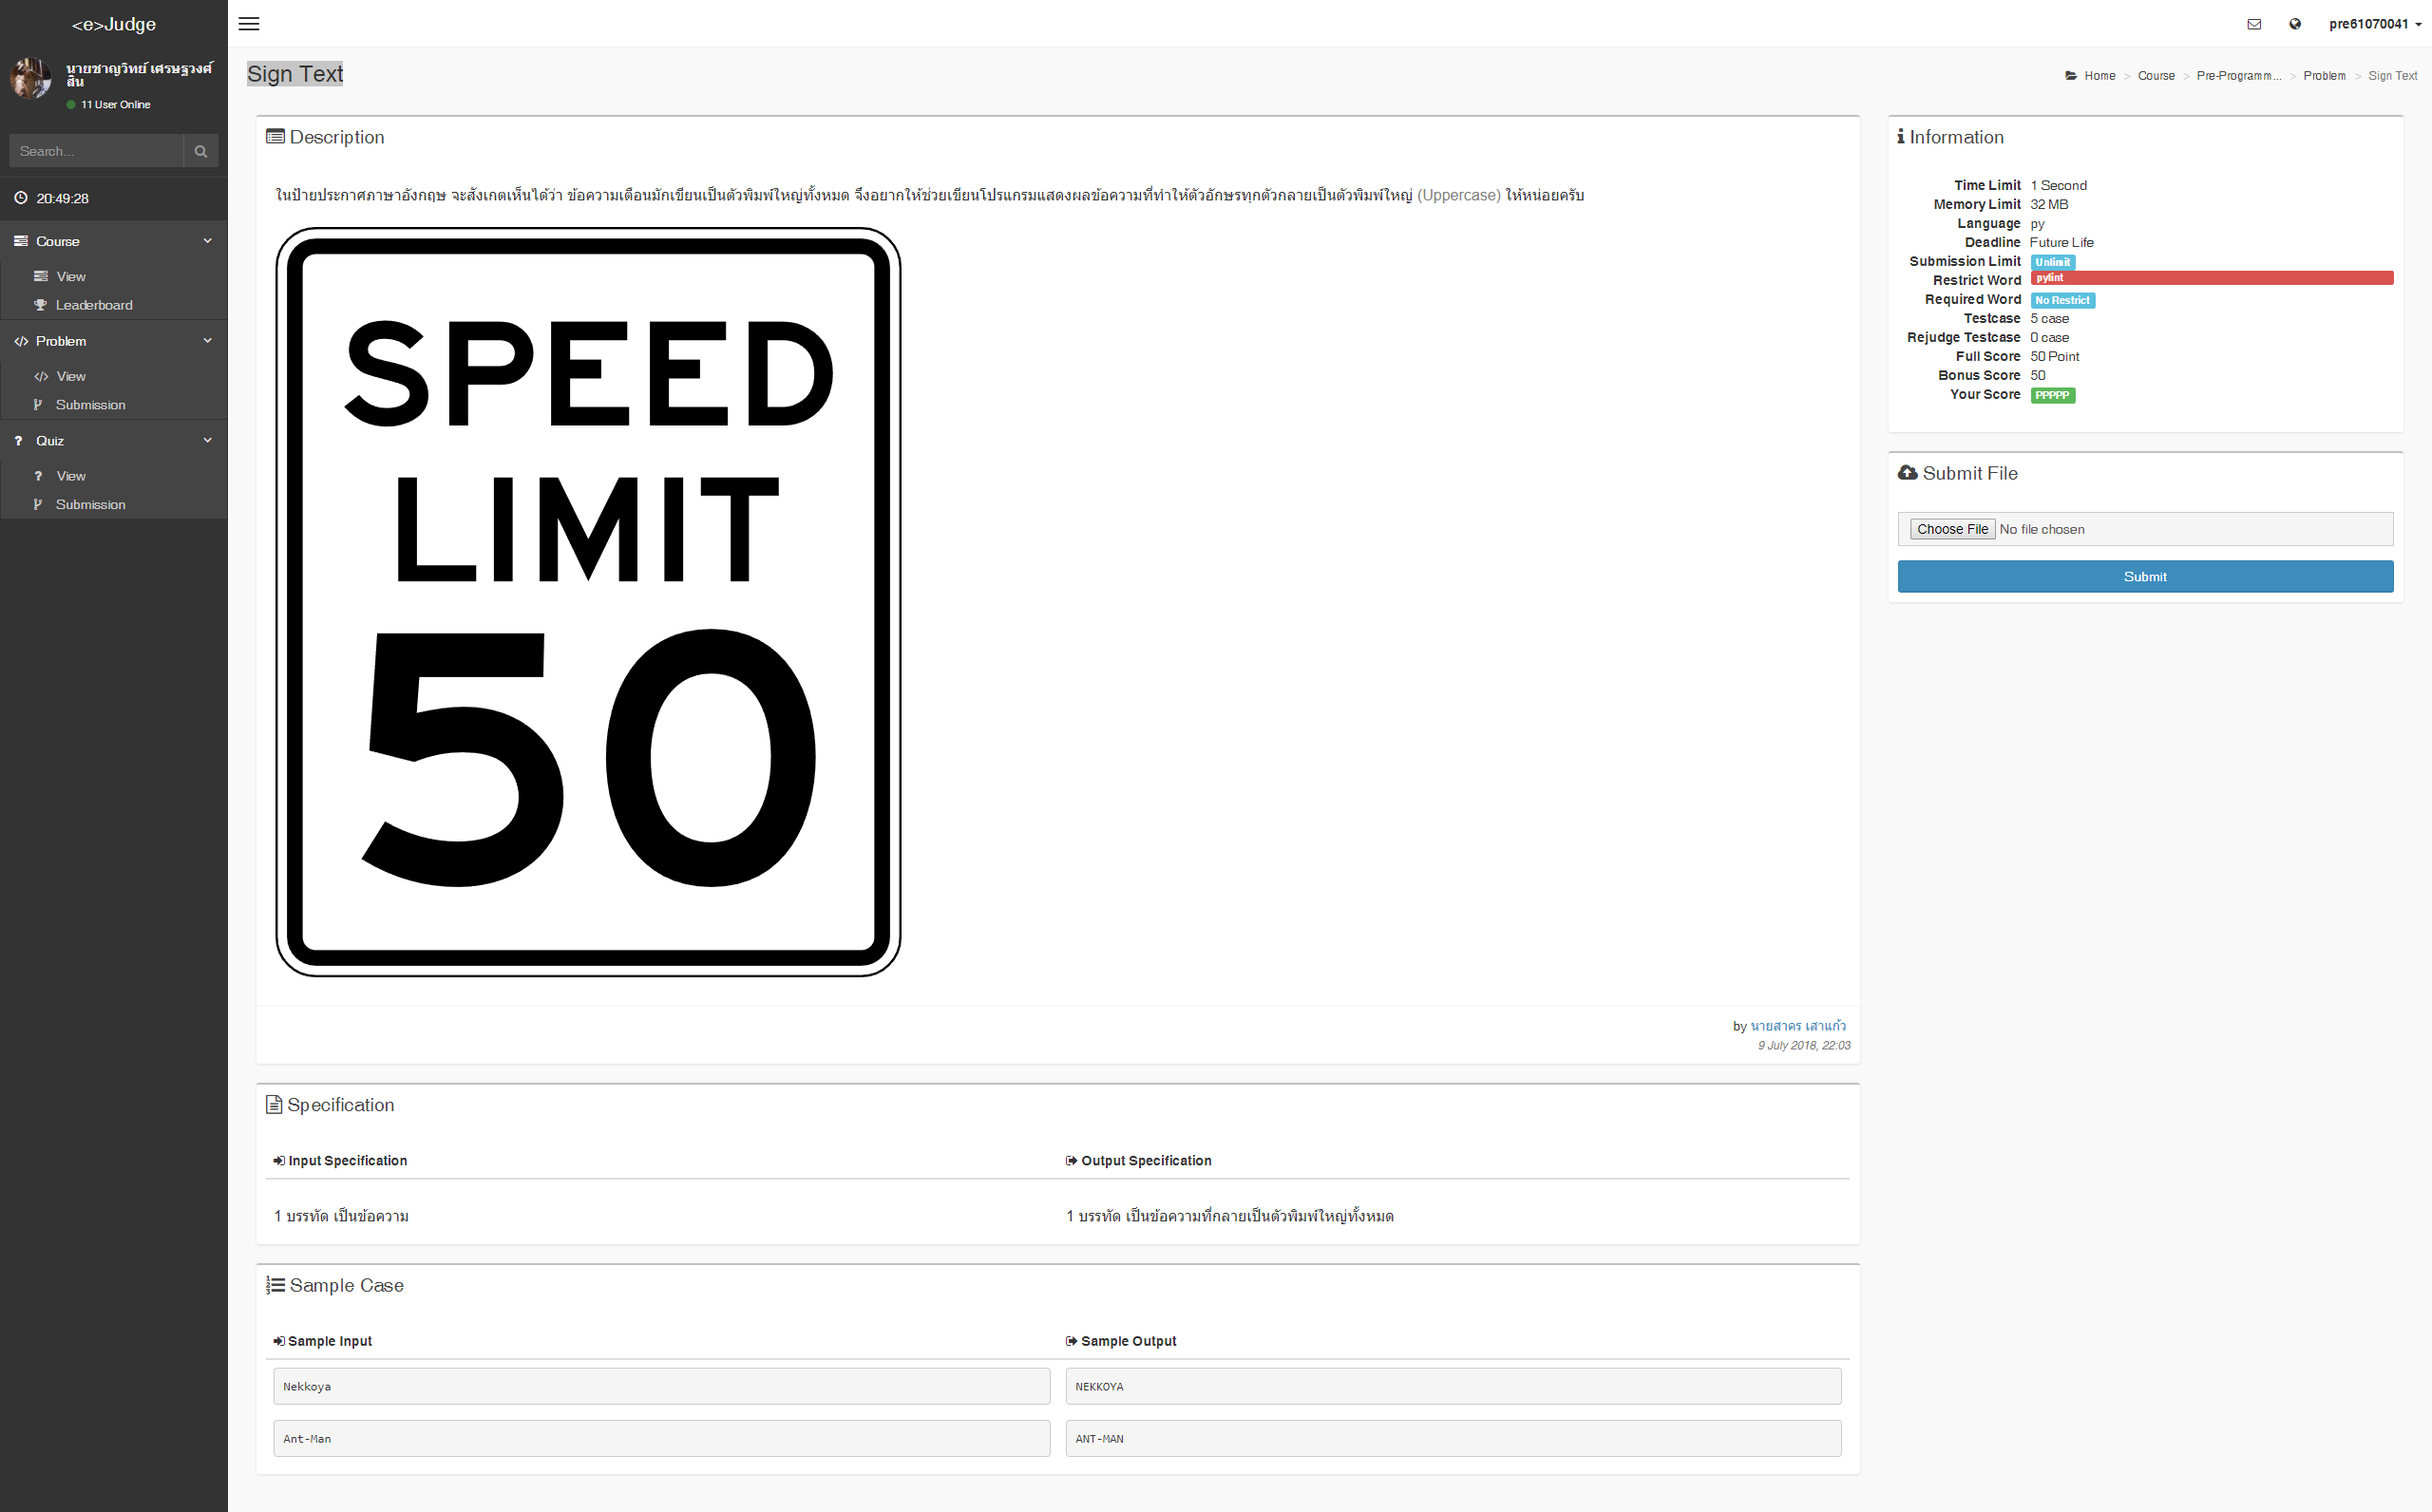 <e>Judge
pre61070041
นายชาญวิทย์ เศรษฐวงศ์
สิน
11 User Online
Search...
20:49:28
Course
View
Leaderboard
Problem
View
Submission
Quiz
View
Submission
Sign Text
Home > Course > Pre-Programm... > Problem > Sign Text
Description
ในป้ายประกาศภาษาอังกฤษ จะสังเกตเห็นได้ว่า ข้อความเตือนมักเขียนเป็นตัวพิมพ์ใหญ่ทั้งหมด จึงอยากให้ช่วยเขียนโปรแกรมแสดงผลข้อความที่ทำให้ตัวอักษรทุกตัวกลายเป็นตัวพิมพ์ใหญ่ (Uppercase) ให้หน่อยครับ
SPEED
LIMIT
50
by นายสาคร เสาแก้ว
9 July 2018, 22:03
Specification
Input Specification
Output Specification
1 บรรทัด เป็นข้อความ
1 บรรทัด เป็นข้อความที่กลายเป็นตัวพิมพ์ใหญ่ทั้งหมด
Sample Case
Sample Input
Sample Output
Nekkoya
NEKKOYA
Ant-Man
ANT-MAN
Information
Time Limit 1 Second
Memory Limit 32 MB
Language py
Deadline Future Life
Submission Limit Unlimit
Restrict Word pylint
Required Word No Restrict
Testcase 5 case
Rejudge Testcase 0 case
Full Score 50 Point
Bonus Score 50
Your Score PPPPP
Submit File
Choose File No file chosen
Submit